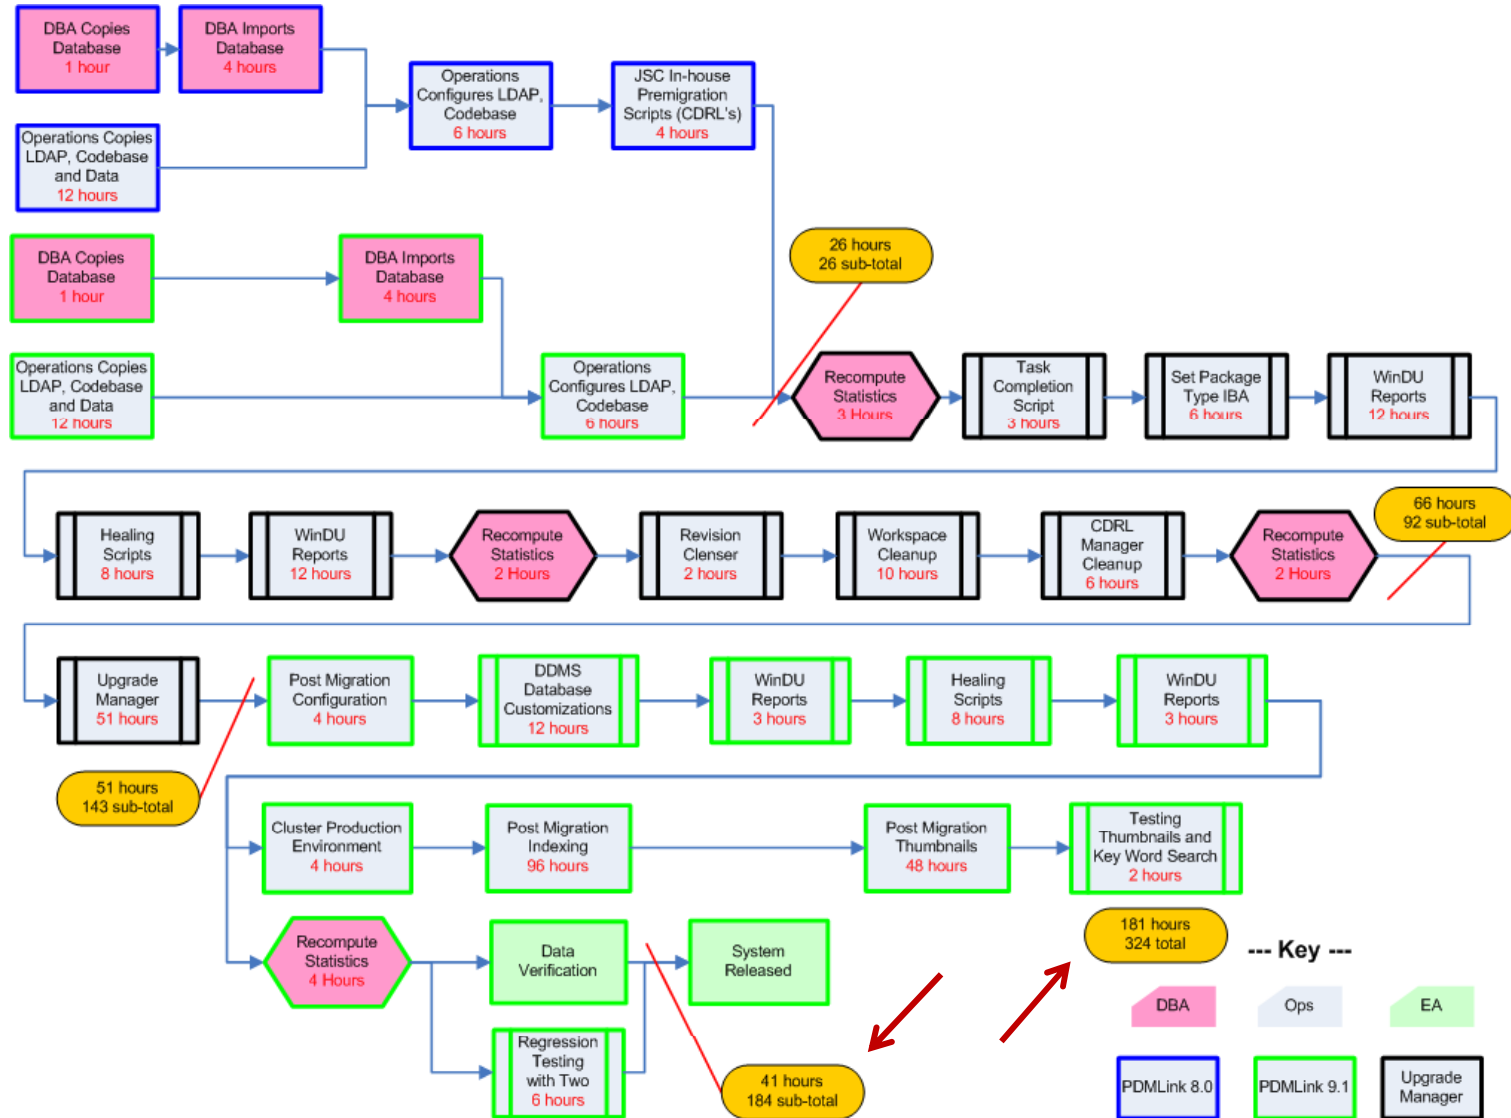 DBA Copies
Database
1 hour
DBA Imports
Database
4 hours
Operations
Configures LDAP,
Codebase
6 hours
JSC In-house
Premigration
Scripts (CDRL's)
4 hours
Operations Copies
LDAP, Codebase
and Data
12 hours
DBA Copies
Database
1 hour
DBA Imports
Database
4 hours
26 hours
26 sub-total
Operations Copies
LDAP, Codebase
and Data
12 hours
Operations
Configures LDAP,
Codebase
6 hours
Recompute
Statistics
3 Hours
Task
Completion
Script
3 hours
Set Package
Type IBA
6 hours
WinDU
Reports
12 hours
Healing
Scripts
8 hours
WinDU
Reports
12 hours
Recompute
Statistics
2 Hours
Revision
Clenser
2 hours
Workspace
Cleanup
10 hours
CDRL
Manager
Cleanup
6 hours
Recompute
Statistics
2 Hours
66 hours
92 sub-total
Upgrade
Manager
51 hours
Post Migration
Configuration
4 hours
DDMS
Database
Customizations
12 hours
WinDU
Reports
3 hours
Healing
Scripts
8 hours
WinDU
Reports
3 hours
51 hours
143 sub-total
Cluster Production
Environment
4 hours
Post Migration
Indexing
96 hours
Post Migration
Thumbnails
48 hours
Testing
Thumbnails and
Key Word Search
2 hours
181 hours
324 total
Recompute
Statistics
4 Hours
Data
Verification
System
Released
Regression
Testing
with Two
6 hours
41 hours
184 sub-total
--- Key ---
DBA
Ops
EA
PDMLink 8.0
PDMLink 9.1
Upgrade
Manager